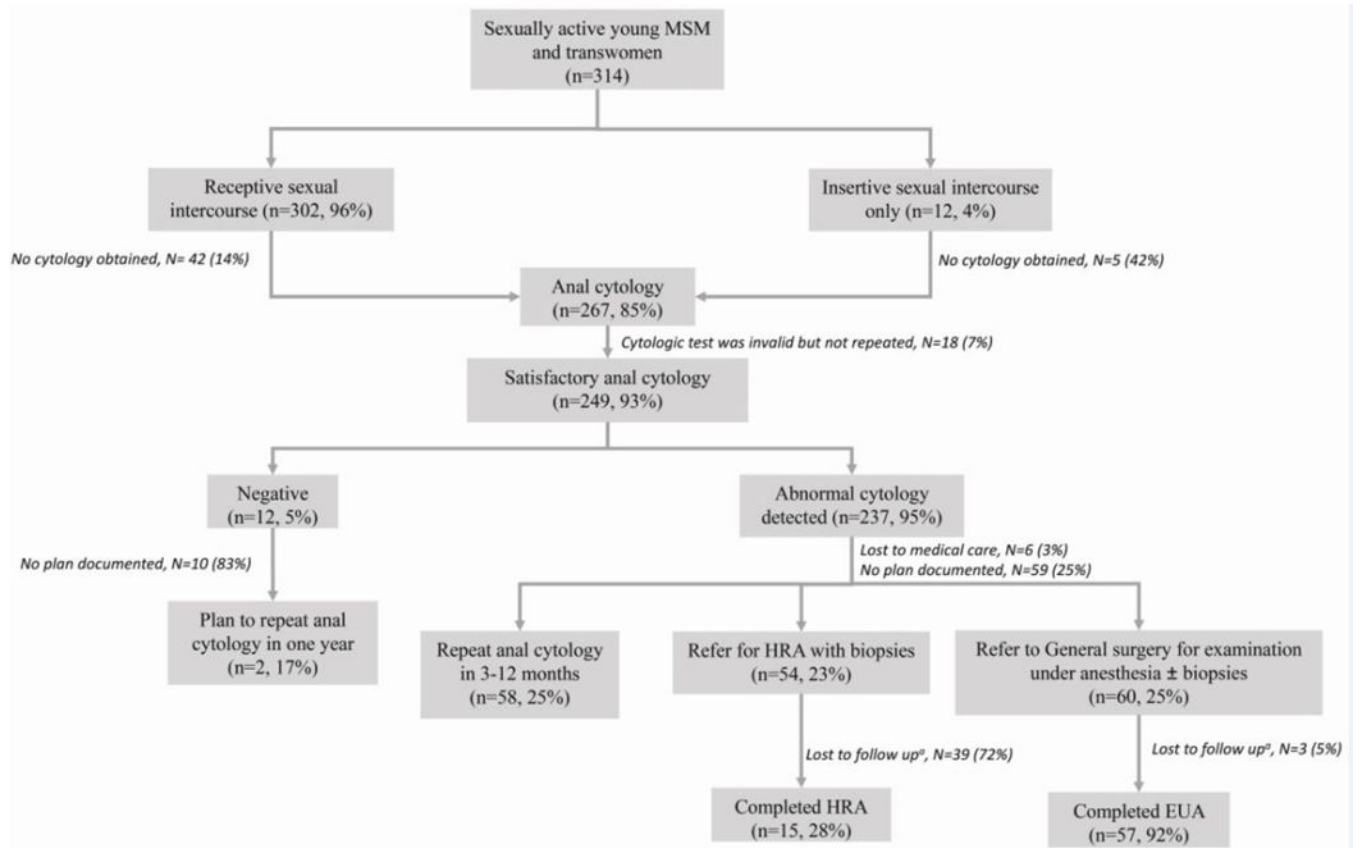 Sexually active young MSM
and transwomen
(n=314)
Receptive sexual
intercourse (n=302, 96%)
Insertive sexual intercourse
only (n=12, 4%)
No cytology obtained, N= 42 (14%)
No cytology obtained, N=5 (42%)
Anal cytology
(n=267, 85%)
Cytologic test was invalid but not repeated, N=18 (7%)
Satisfactory anal cytology
(n=249, 93%)
Negative
(n=12, 5%)
Abnormal cytology
detected (n=237, 95%)
No plan documented, N=10 (83%)
Lost to medical care, N=6 (3%)
No plan documented, N=59 (25%)
Plan to repeat anal
cytology in one year
(n=2, 17%)
Repeat anal cytology
in 3-12 months
(n=58, 25%)
Refer for HRA with biopsies
(n=54, 23%)
Refer to General surgery for examination
under anesthesia ± biopsies
(n=60, 25%)
Lost to follow upᵃ, N=39 (72%)
Lost to follow upᵃ, N=3 (5%)
Completed HRA
(n=15, 28%)
Completed EUA
(n=57, 92%)